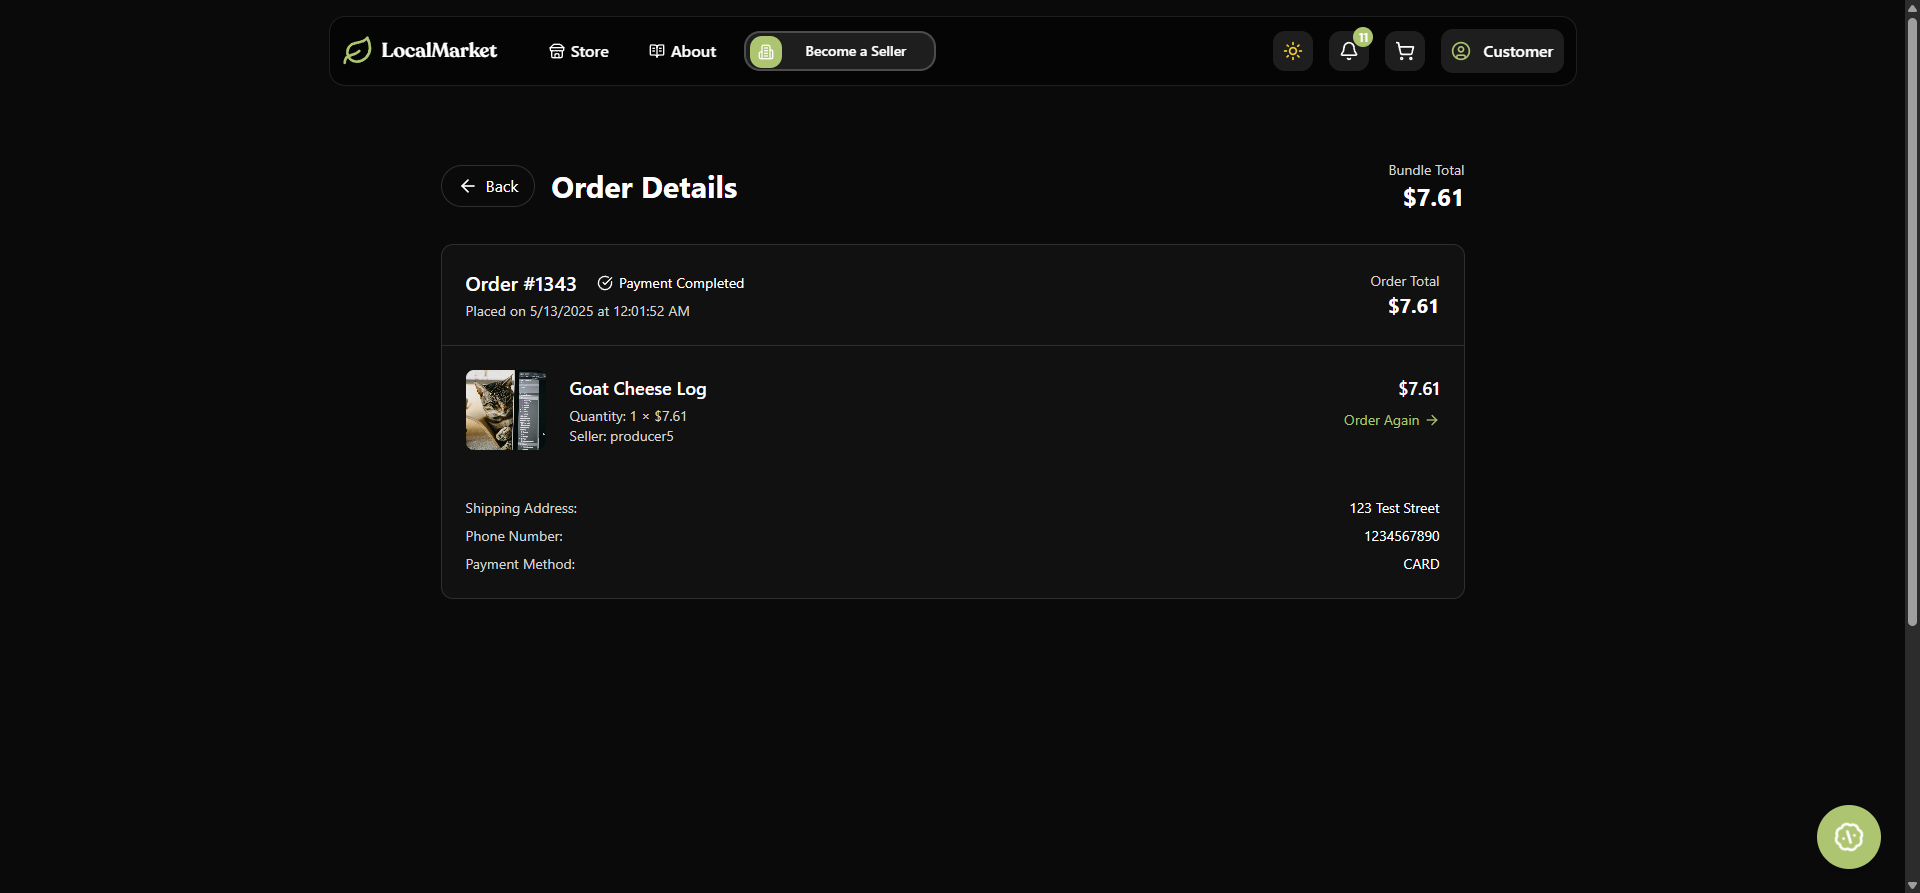 LocalMarket
Store
About
Become a Seller
11
Customer
Back
Order Details
Bundle Total
$7.61
Order #1343
Payment Completed
Placed on 5/13/2025 at 12:01:52 AM
Order Total
$7.61
Goat Cheese Log
Quantity: 1 × $7.61
Seller: producer5
$7.61
Order Again
Shipping Address:
123 Test Street
Phone Number:
1234567890
Payment Method:
CARD